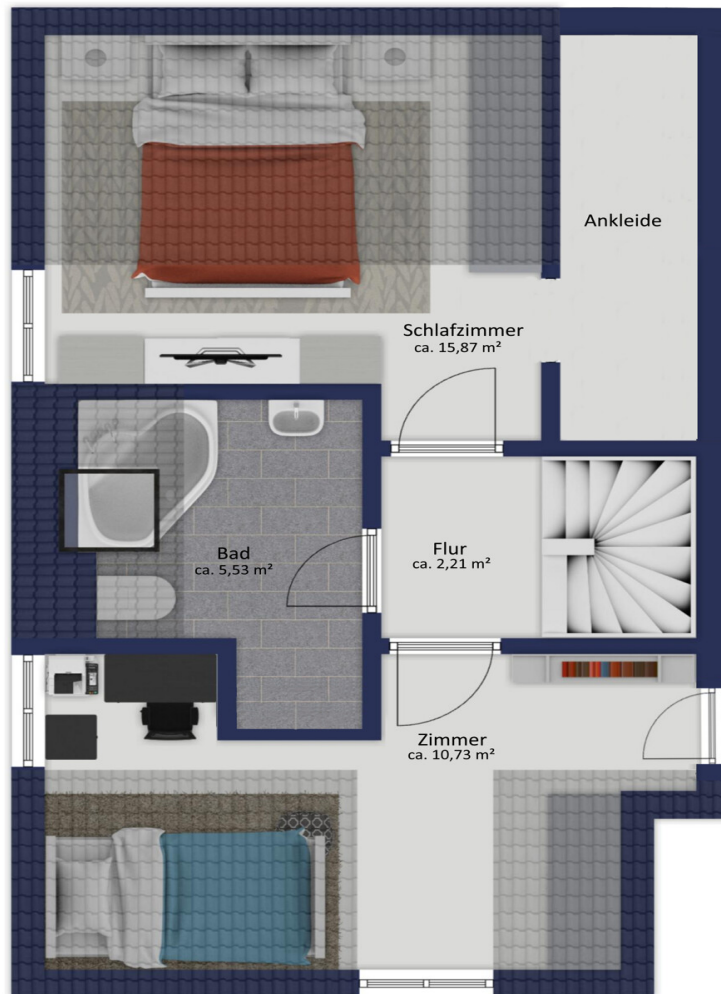 Ankleide
Schlafzimmer
ca. 15,87 m²
Bad
ca. 5,53 m²
Flur
ca. 2,21 m²
Zimmer
ca. 10,73 m²